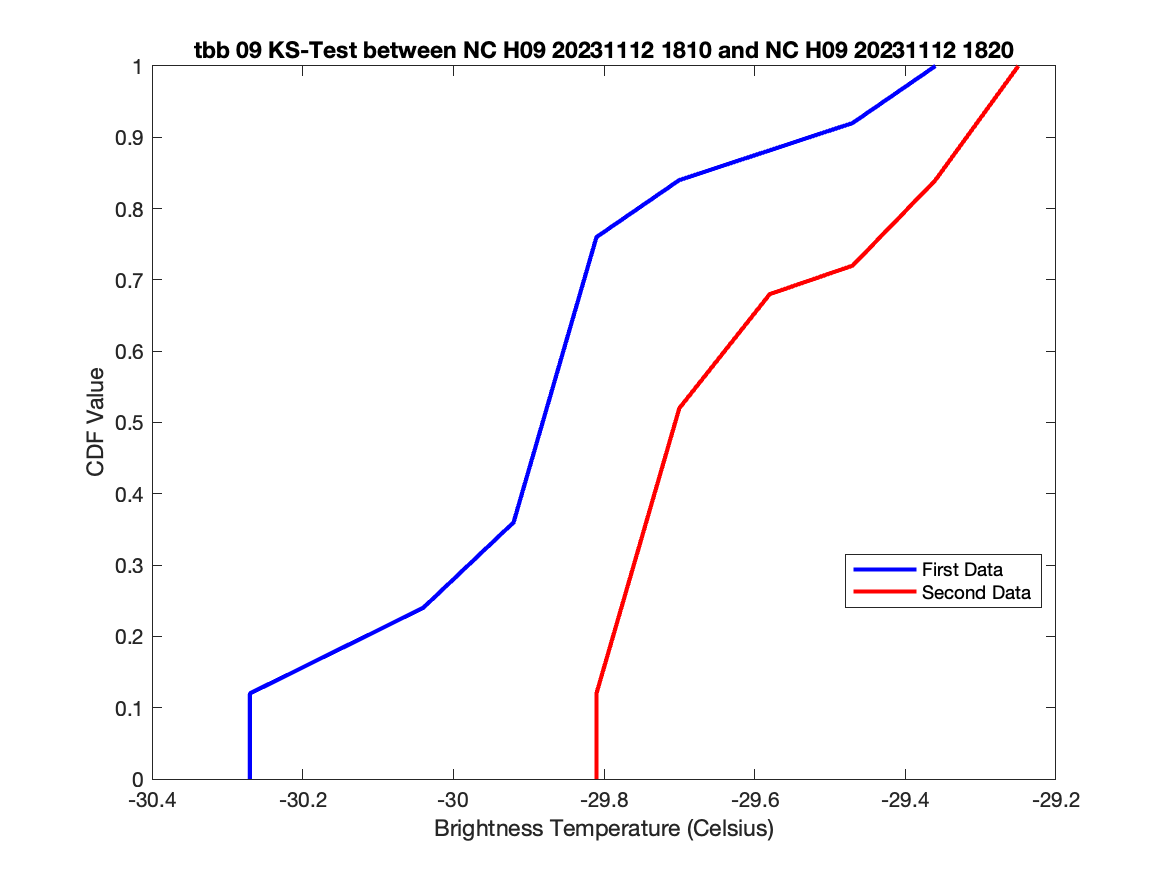 tbb 09 KS-Test between NC H09 20231112 1810 and NC H09 20231112 1820
1
0.9
0.8
0.7
0.6
0.5
0.4
0.3
0.2
0.1
0
CDF Value
First Data
Second Data
-30.4 -30.2 -30 -29.8 -29.6 -29.4 -29.2
Brightness Temperature (Celsius)